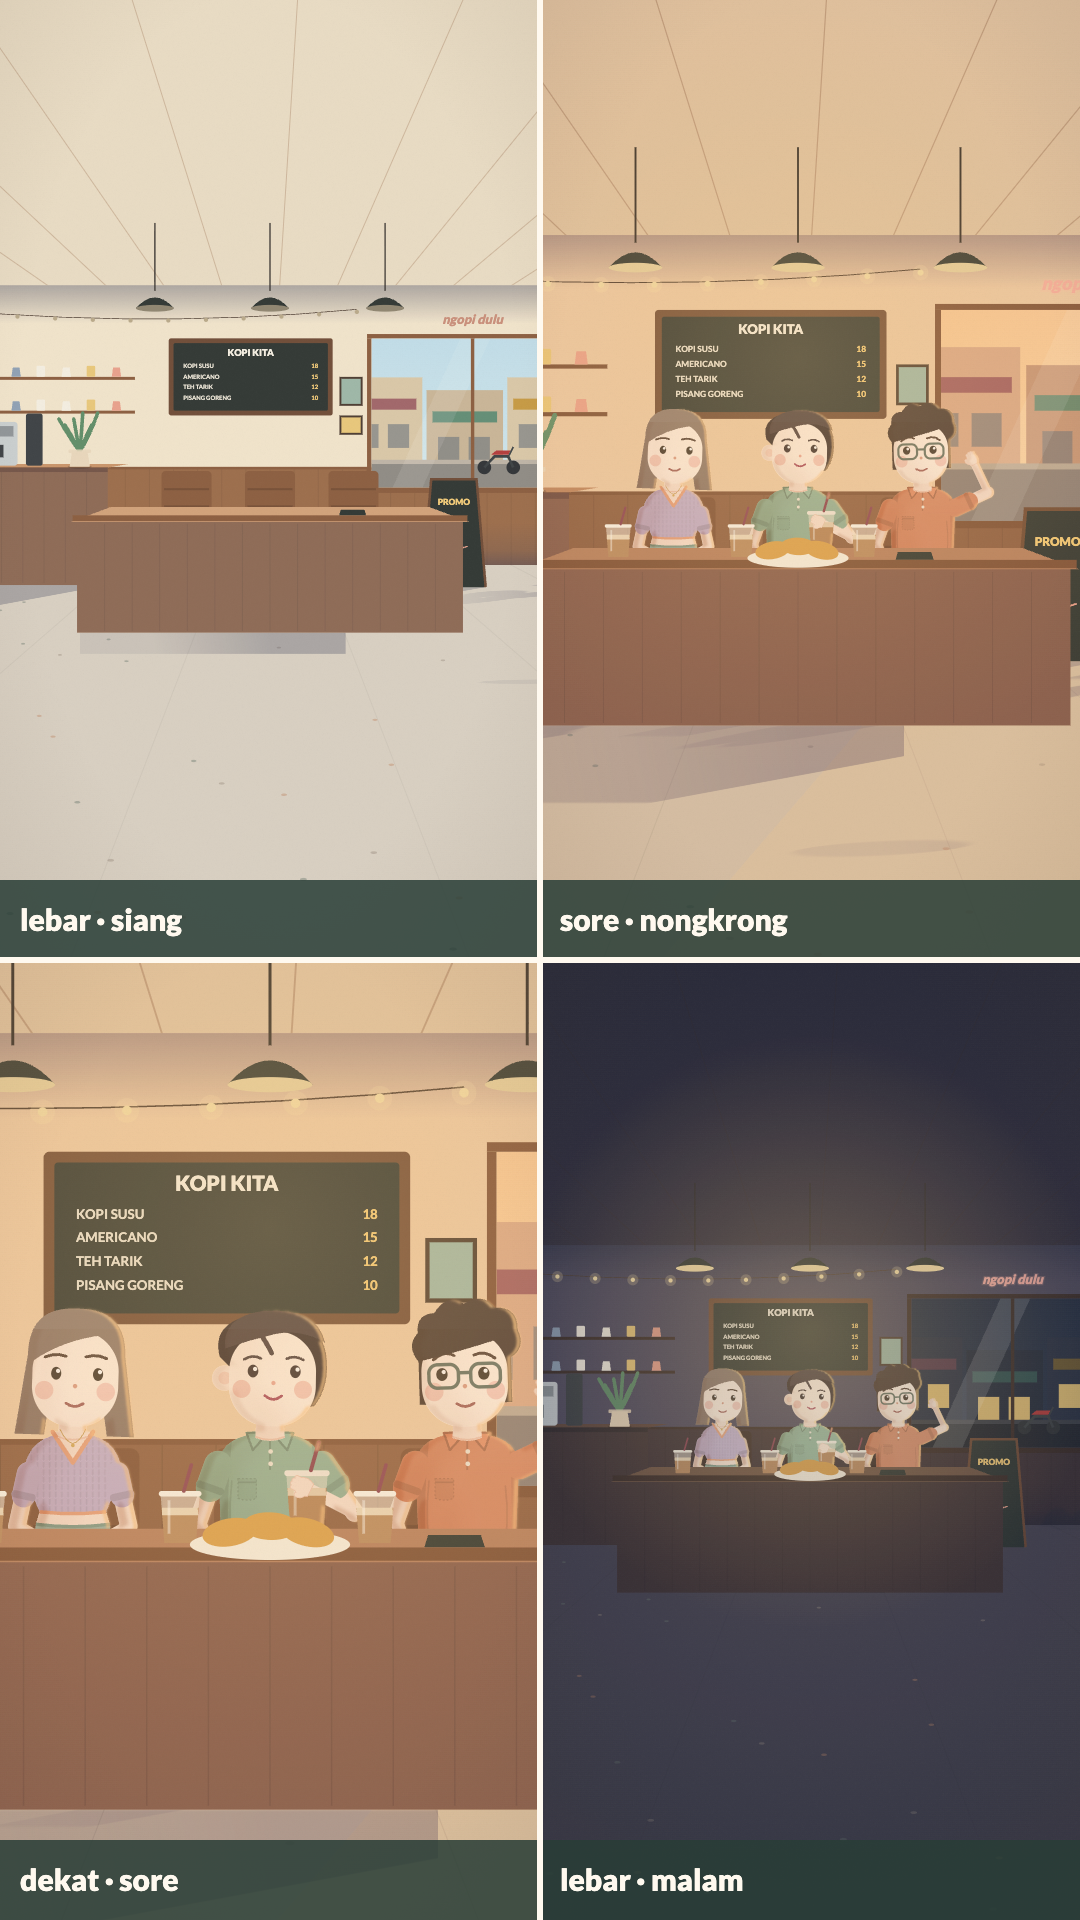 ngopi dulu
KOPI KITA
KOPI SUSU 18
AMERICANO 15
TEH TARIK 12
PISANG GORENG 10
PROMO
lebar · siang
ngop
KOPI KITA
KOPI SUSU 18
AMERICANO 15
TEH TARIK 12
PISANG GORENG 10
PROMO
sore · nongkrong
KOPI KITA
KOPI SUSU 18
AMERICANO 15
TEH TARIK 12
PISANG GORENG 10
dekat · sore
ngopi dulu
KOPI KITA
KOPI SUSU 18
AMERICANO 15
TEH TARIK 12
PISANG GORENG 10
PROMO
lebar · malam